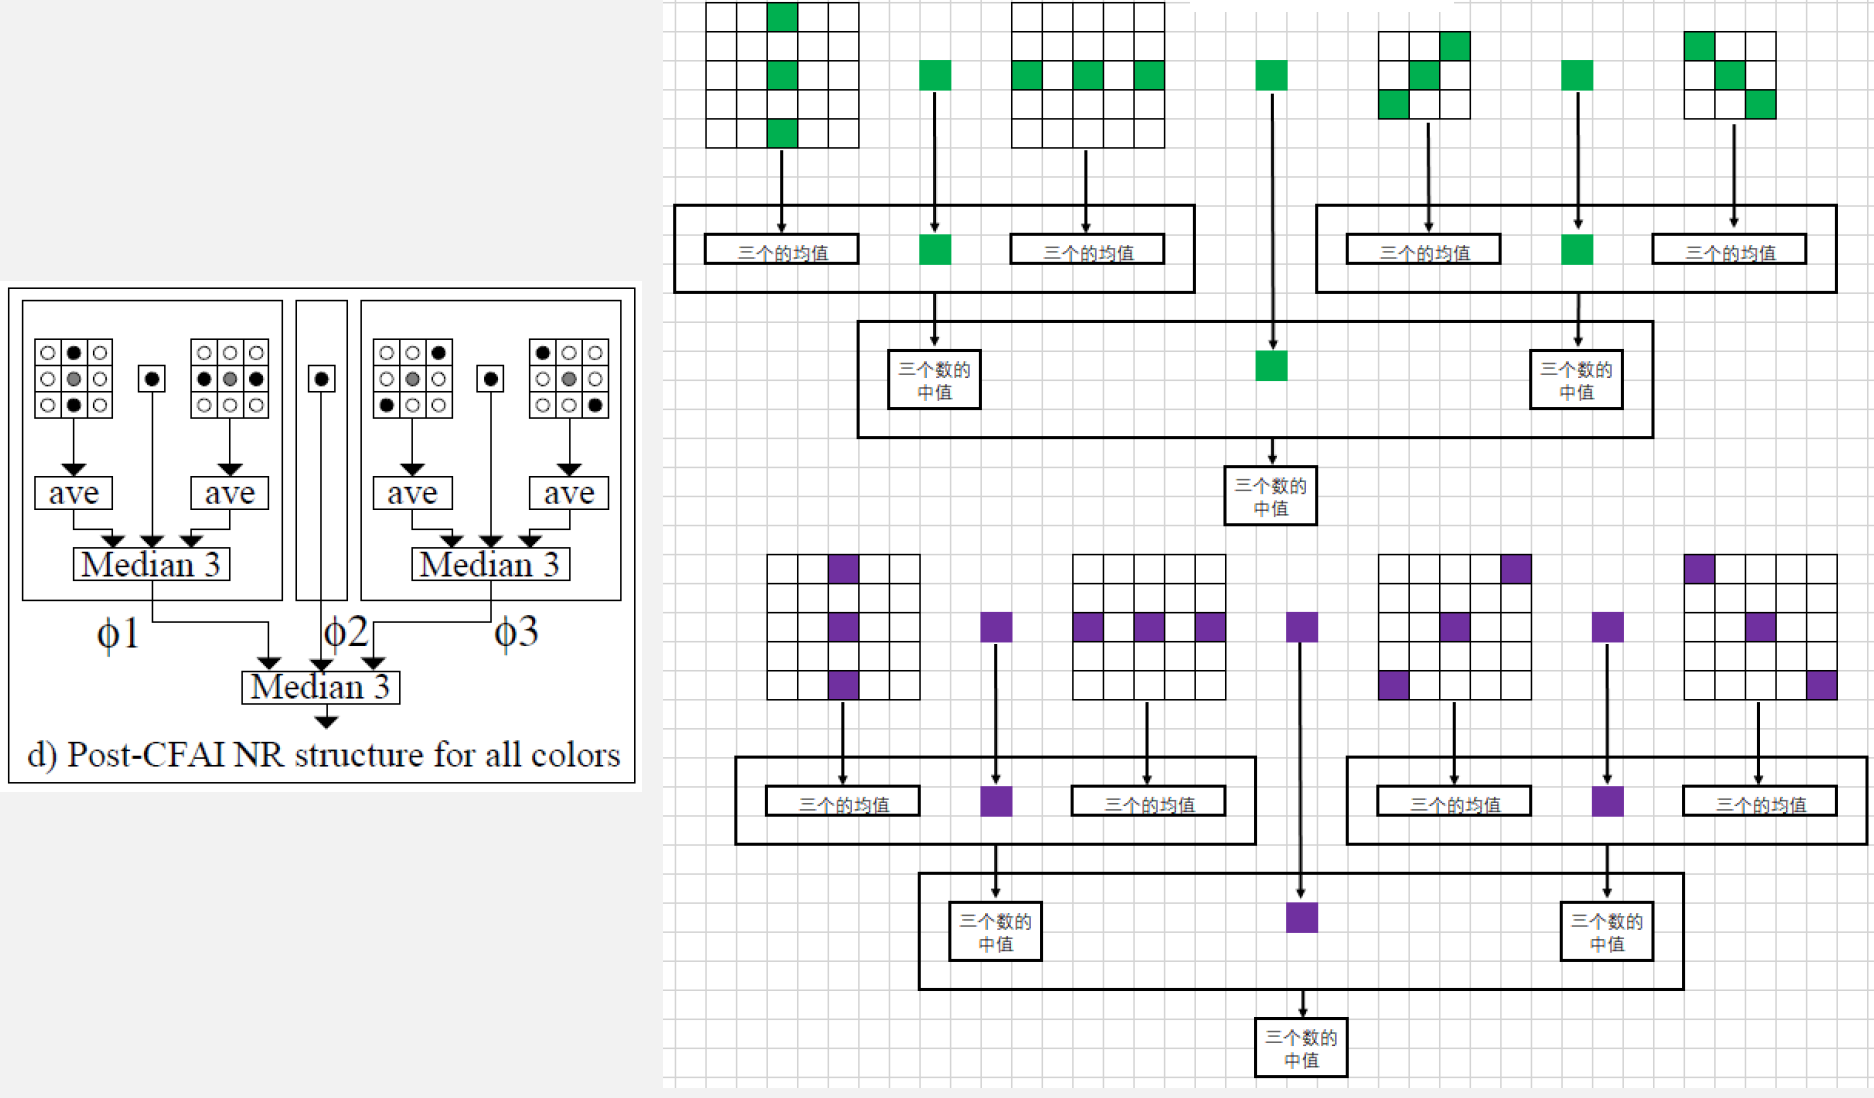 ave
ave
ave
ave
Median 3
Median 3
ϕ1
ϕ2
ϕ3
Median 3
d) Post-CFAI NR structure for all colors
三个的均值
三个的均值
三个的均值
三个的均值
三个数的
中值
三个数的
中值
三个数的
中值
三个的均值
三个的均值
三个的均值
三个的均值
三个数的
中值
三个数的
中值
三个数的
中值